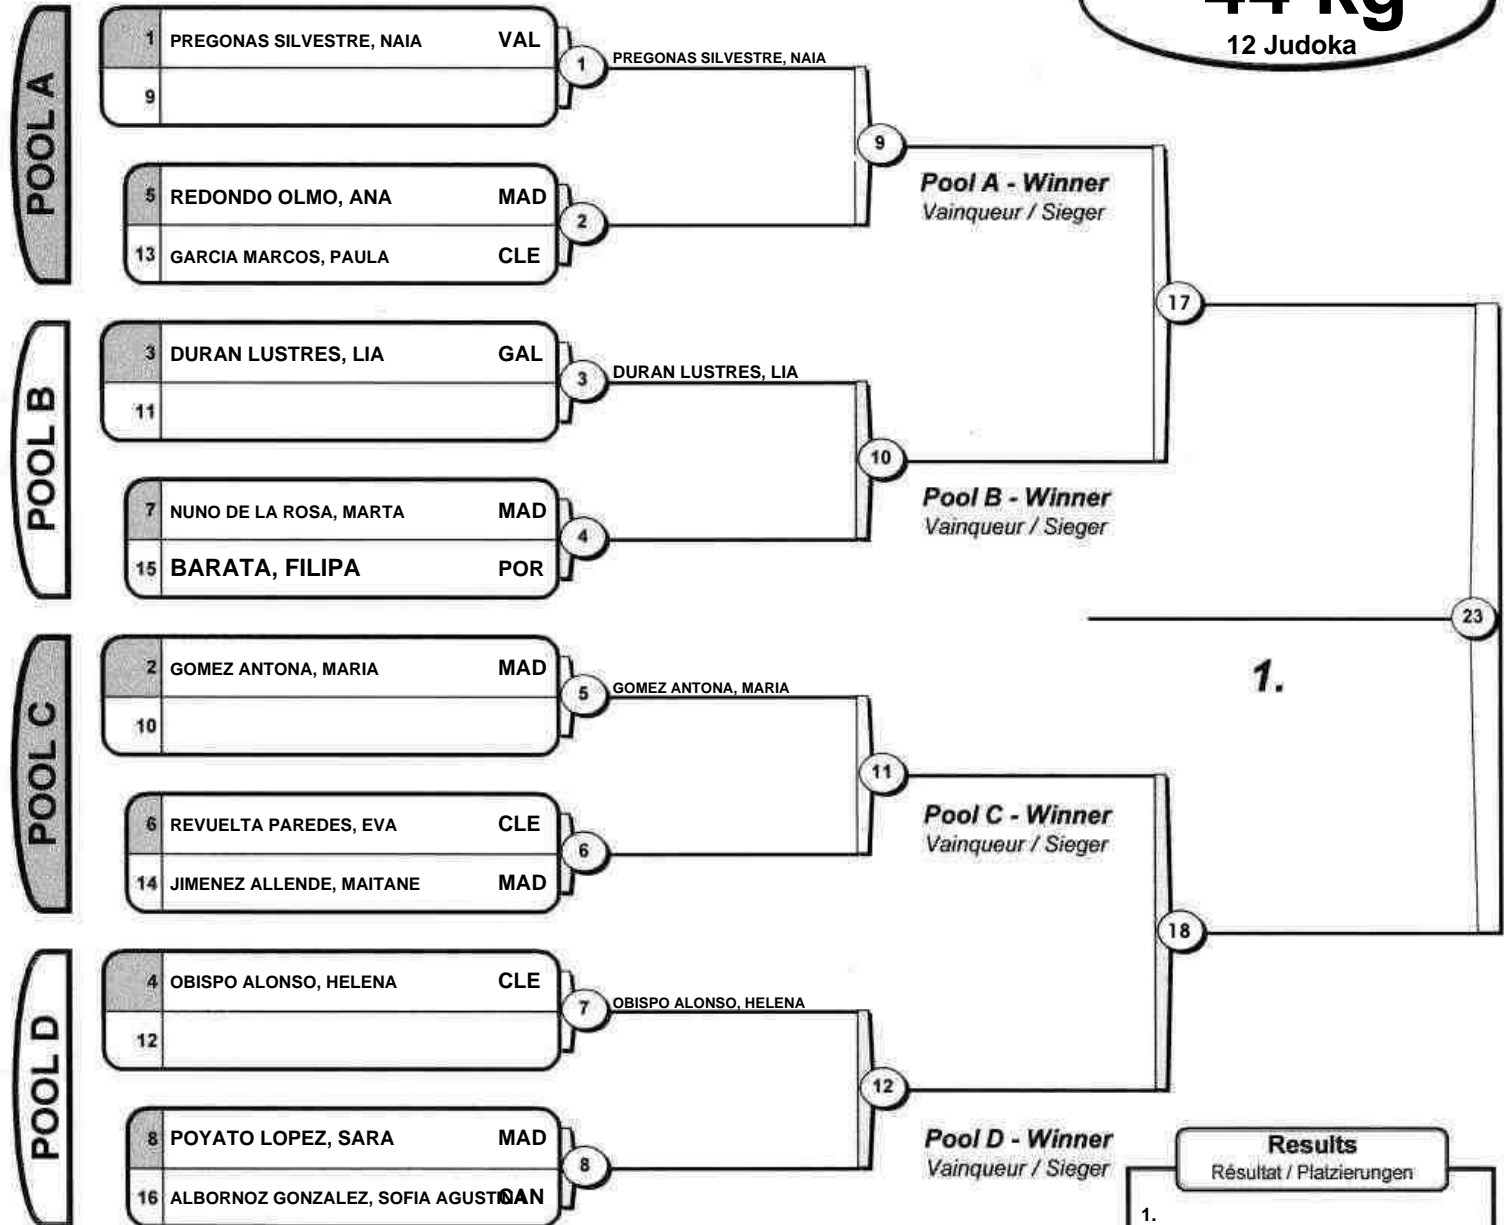 44 kg
12 Judoka
POOL A
1 PREGONAS SILVESTRE, NAIA VAL
9
1 PREGONAS SILVESTRE, NAIA
5 REDONDO OLMO, ANA MAD
13 GARCIA MARCOS, PAULA CLE
2
9
Pool A - Winner
Vainqueur / Sieger
POOL B
3 DURAN LUSTRES, LIA GAL
11
3 DURAN LUSTRES, LIA
7 NUNO DE LA ROSA, MARTA MAD
15 BARATA, FILIPA POR
4
10
Pool B - Winner
Vainqueur / Sieger
17
POOL C
2 GOMEZ ANTONA, MARIA MAD
10
5 GOMEZ ANTONA, MARIA
6 REVUELTA PAREDES, EVA CLE
14 JIMENEZ ALLENDE, MAITANE MAD
6
11
Pool C - Winner
Vainqueur / Sieger
23
1.
POOL D
4 OBISPO ALONSO, HELENA CLE
12
7 OBISPO ALONSO, HELENA
8 POYATO LOPEZ, SARA MAD
16 ALBORNOZ GONZALEZ, SOFIA AGUSTINA CAN
8
12
Pool D - Winner
Vainqueur / Sieger
18
Results
Résultat / Platzierungen
1.